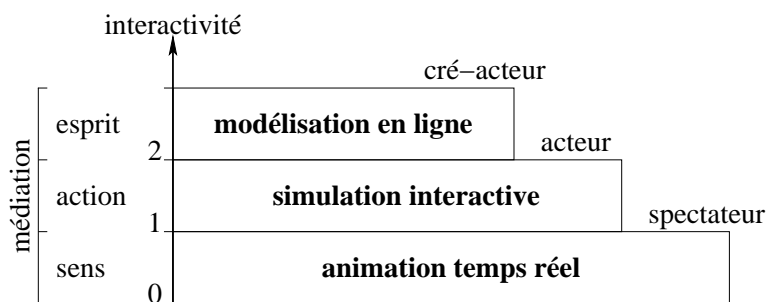 interactivité
cré−acteur
esprit
modélisation en ligne
2
acteur
médiation
action
simulation interactive
1
spectateur
sens
animation temps réel
0